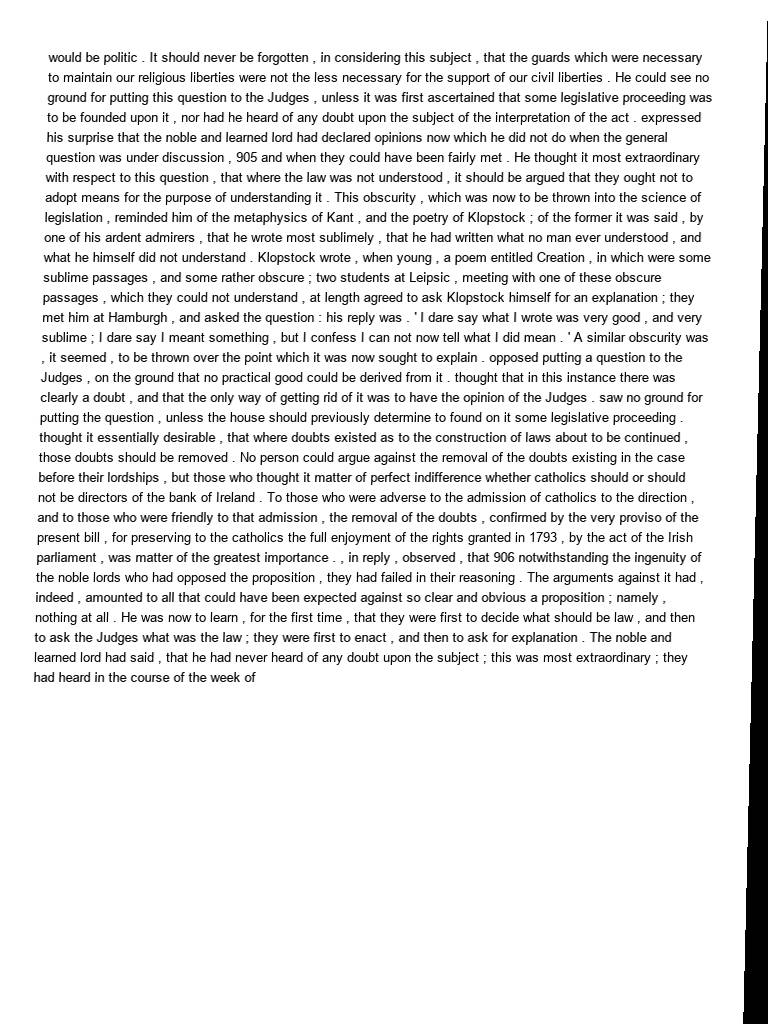 would be politic . It should never be forgotten , in considering this subject , that the guards which were necessary
to maintain our religious liberties were not the less necessary for the support of our civil liberties . He could see no
ground for putting this question to the Judges , unless it was first ascertained that some legislative proceeding was
to be founded upon it , nor had he heard of any doubt upon the subject of the interpretation of the act . expressed
his surprise that the noble and learned lord had declared opinions now which he did not do when the general
question was under discussion , 905 and when they could have been fairly met . He thought it most extraordinary
with respect to this question , that where the law was not understood , it should be argued that they ought not to
adopt means for the purpose of understanding it . This obscurity , which was now to be thrown into the science of
legislation , reminded him of the metaphysics of Kant , and the poetry of Klopstock ; of the former it was said , by
one of his ardent admirers , that he wrote most sublimely , that he had written what no man ever understood , and
what he himself did not understand . Klopstock wrote , when young , a poem entitled Creation , in which were some
sublime passages , and some rather obscure ; two students at Leipsic , meeting with one of these obscure
passages , which they could not understand , at length agreed to ask Klopstock himself for an explanation ; they
met him at Hamburgh , and asked the question : his reply was . ' I dare say what I wrote was very good , and very
sublime ; I dare say I meant something , but I confess I can not now tell what I did mean . ' A similar obscurity was
, it seemed , to be thrown over the point which it was now sought to explain . opposed putting a question to the
Judges , on the ground that no practical good could be derived from it . thought that in this instance there was
clearly a doubt , and that the only way of getting rid of it was to have the opinion of the Judges . saw no ground for
putting the question , unless the house should previously determine to found on it some legislative proceeding .
thought it essentially desirable , that where doubts existed as to the construction of laws about to be continued ,
those doubts should be removed . No person could argue against the removal of the doubts existing in the case
before their lordships , but those who thought it matter of perfect indifference whether catholics should or should
not be directors of the bank of Ireland . To those who were adverse to the admission of catholics to the direction ,
and to those who were friendly to that admission , the removal of the doubts , confirmed by the very proviso of the
present bill , for preserving to the catholics the full enjoyment of the rights granted in 1793 , by the act of the Irish
parliament , was matter of the greatest importance . , in reply , observed , that 906 notwithstanding the ingenuity of
the noble lords who had opposed the proposition , they had failed in their reasoning . The arguments against it had ,
indeed , amounted to all that could have been expected against so clear and obvious a proposition ; namely ,
nothing at all . He was now to learn , for the first time , that they were first to decide what should be law , and then
to ask the Judges what was the law ; they were first to enact , and then to ask for explanation . The noble and
learned lord had said , that he had never heard of any doubt upon the subject ; this was most extraordinary ; they
had heard in the course of the week of